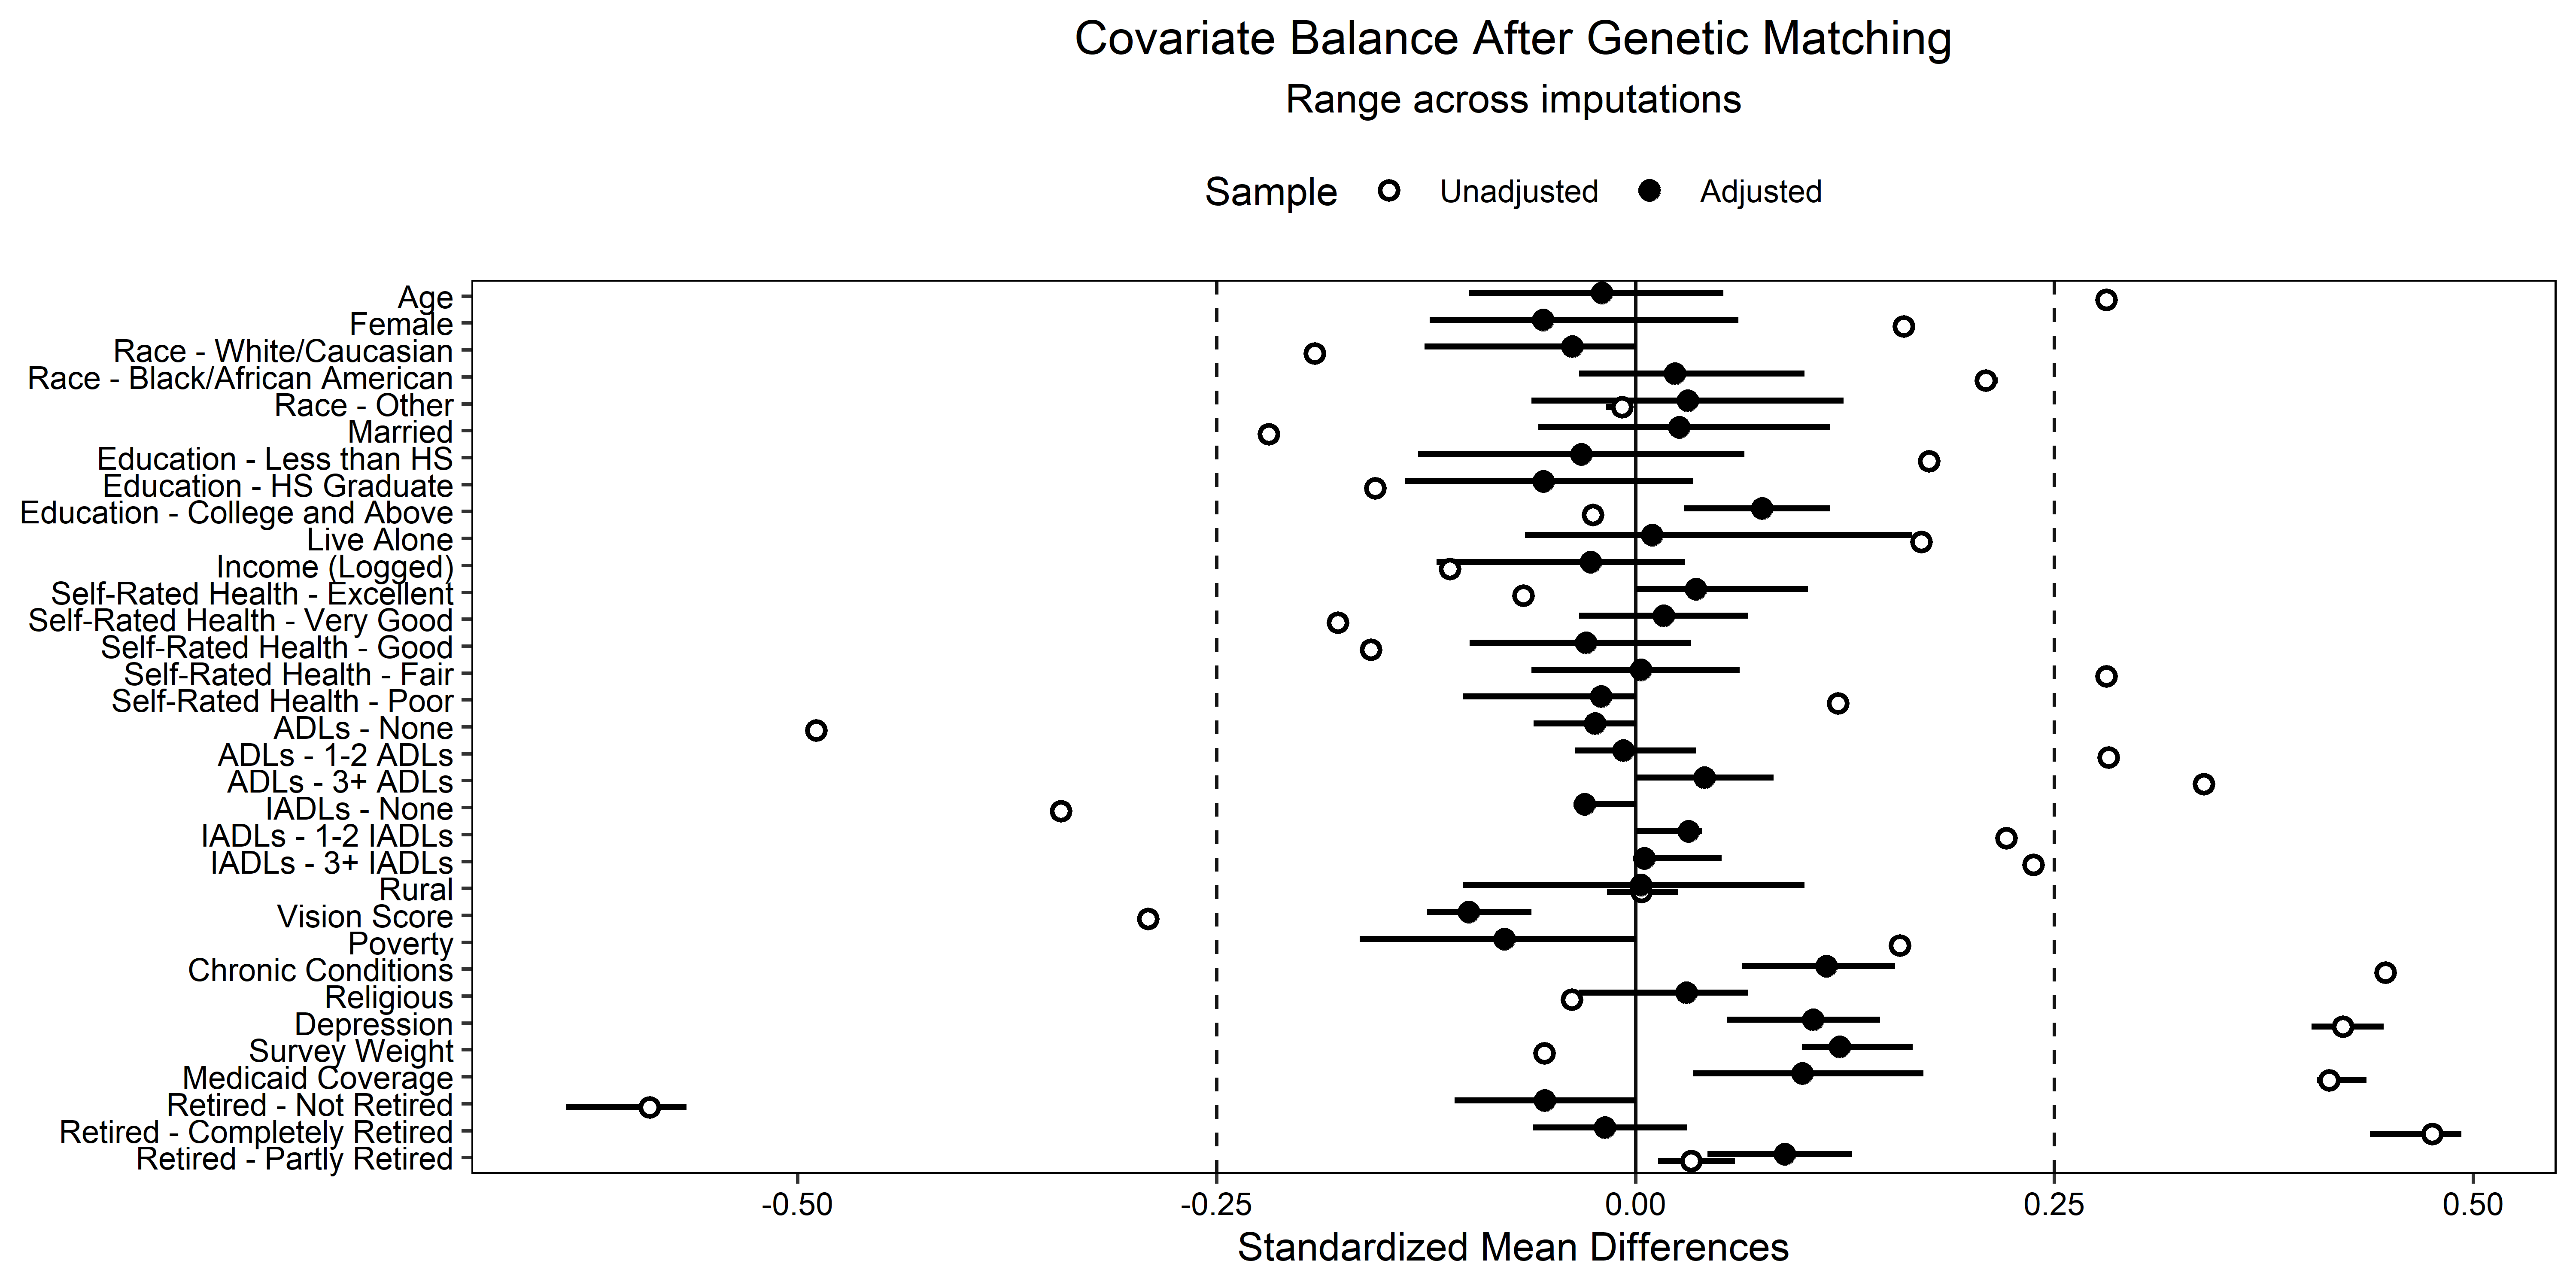 Covariate Balance After Genetic Matching
Range across imputations
Sample Unadjusted Adjusted
Age
Female
Race - White/Caucasian
Race - Black/African American
Race - Other
Married
Education - Less than HS
Education - HS Graduate
Education - College and Above
Live Alone
Income (Logged)
Self-Rated Health - Excellent
Self-Rated Health - Very Good
Self-Rated Health - Good
Self-Rated Health - Fair
Self-Rated Health - Poor
ADLs - None
ADLs - 1-2 ADLs
ADLs - 3+ ADLs
IADLs - None
IADLs - 1-2 IADLs
IADLs - 3+ IADLs
Rural
Vision Score
Poverty
Chronic Conditions
Religious
Depression
Survey Weight
Medicaid Coverage
Retired - Not Retired
Retired - Completely Retired
Retired - Partly Retired
-0.50 -0.25 0.00 0.25 0.50
Standardized Mean Differences